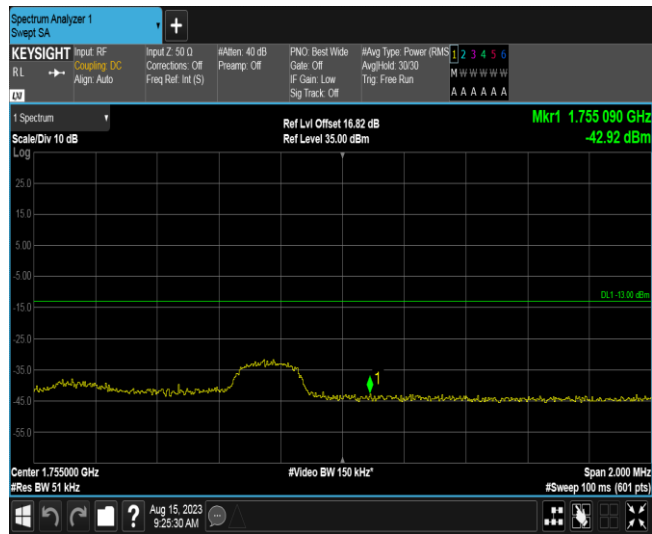 Spectrum Analyzer 1
Swept SA
+
KEYSIGHT Input: RF Input Z: 50 Ω #Atten: 40 dB PNO: Best Wide #Avg Type: Power (RMS 1 2 3 4 5 6
RL Coupling: DC Corrections: Off Preamp: Off Gate: Off Avg|Hold: 30/30 M W W W W W
Align: Auto Freq Ref: Int (S) IF Gain: Low Trig: Free Run
LXI Sig Track: Off A A A A A A
1 Spectrum Ref Lvl Offset 16.82 dB Mkr1 1.755 090 GHz
Scale/Div 10 dB Ref Level 35.00 dBm -42.92 dBm
Log
25.0
15.0
5.00
-5.00
DL1 -13.00 dBm
-15.0
-25.0
-35.0
1
-45.0
-55.0
Center 1.755000 GHz #Video BW 150 kHz* Span 2.000 MHz
#Res BW 51 kHz #Sweep 100 ms (601 pts)
? Aug 15, 2023
9:25:30 AM